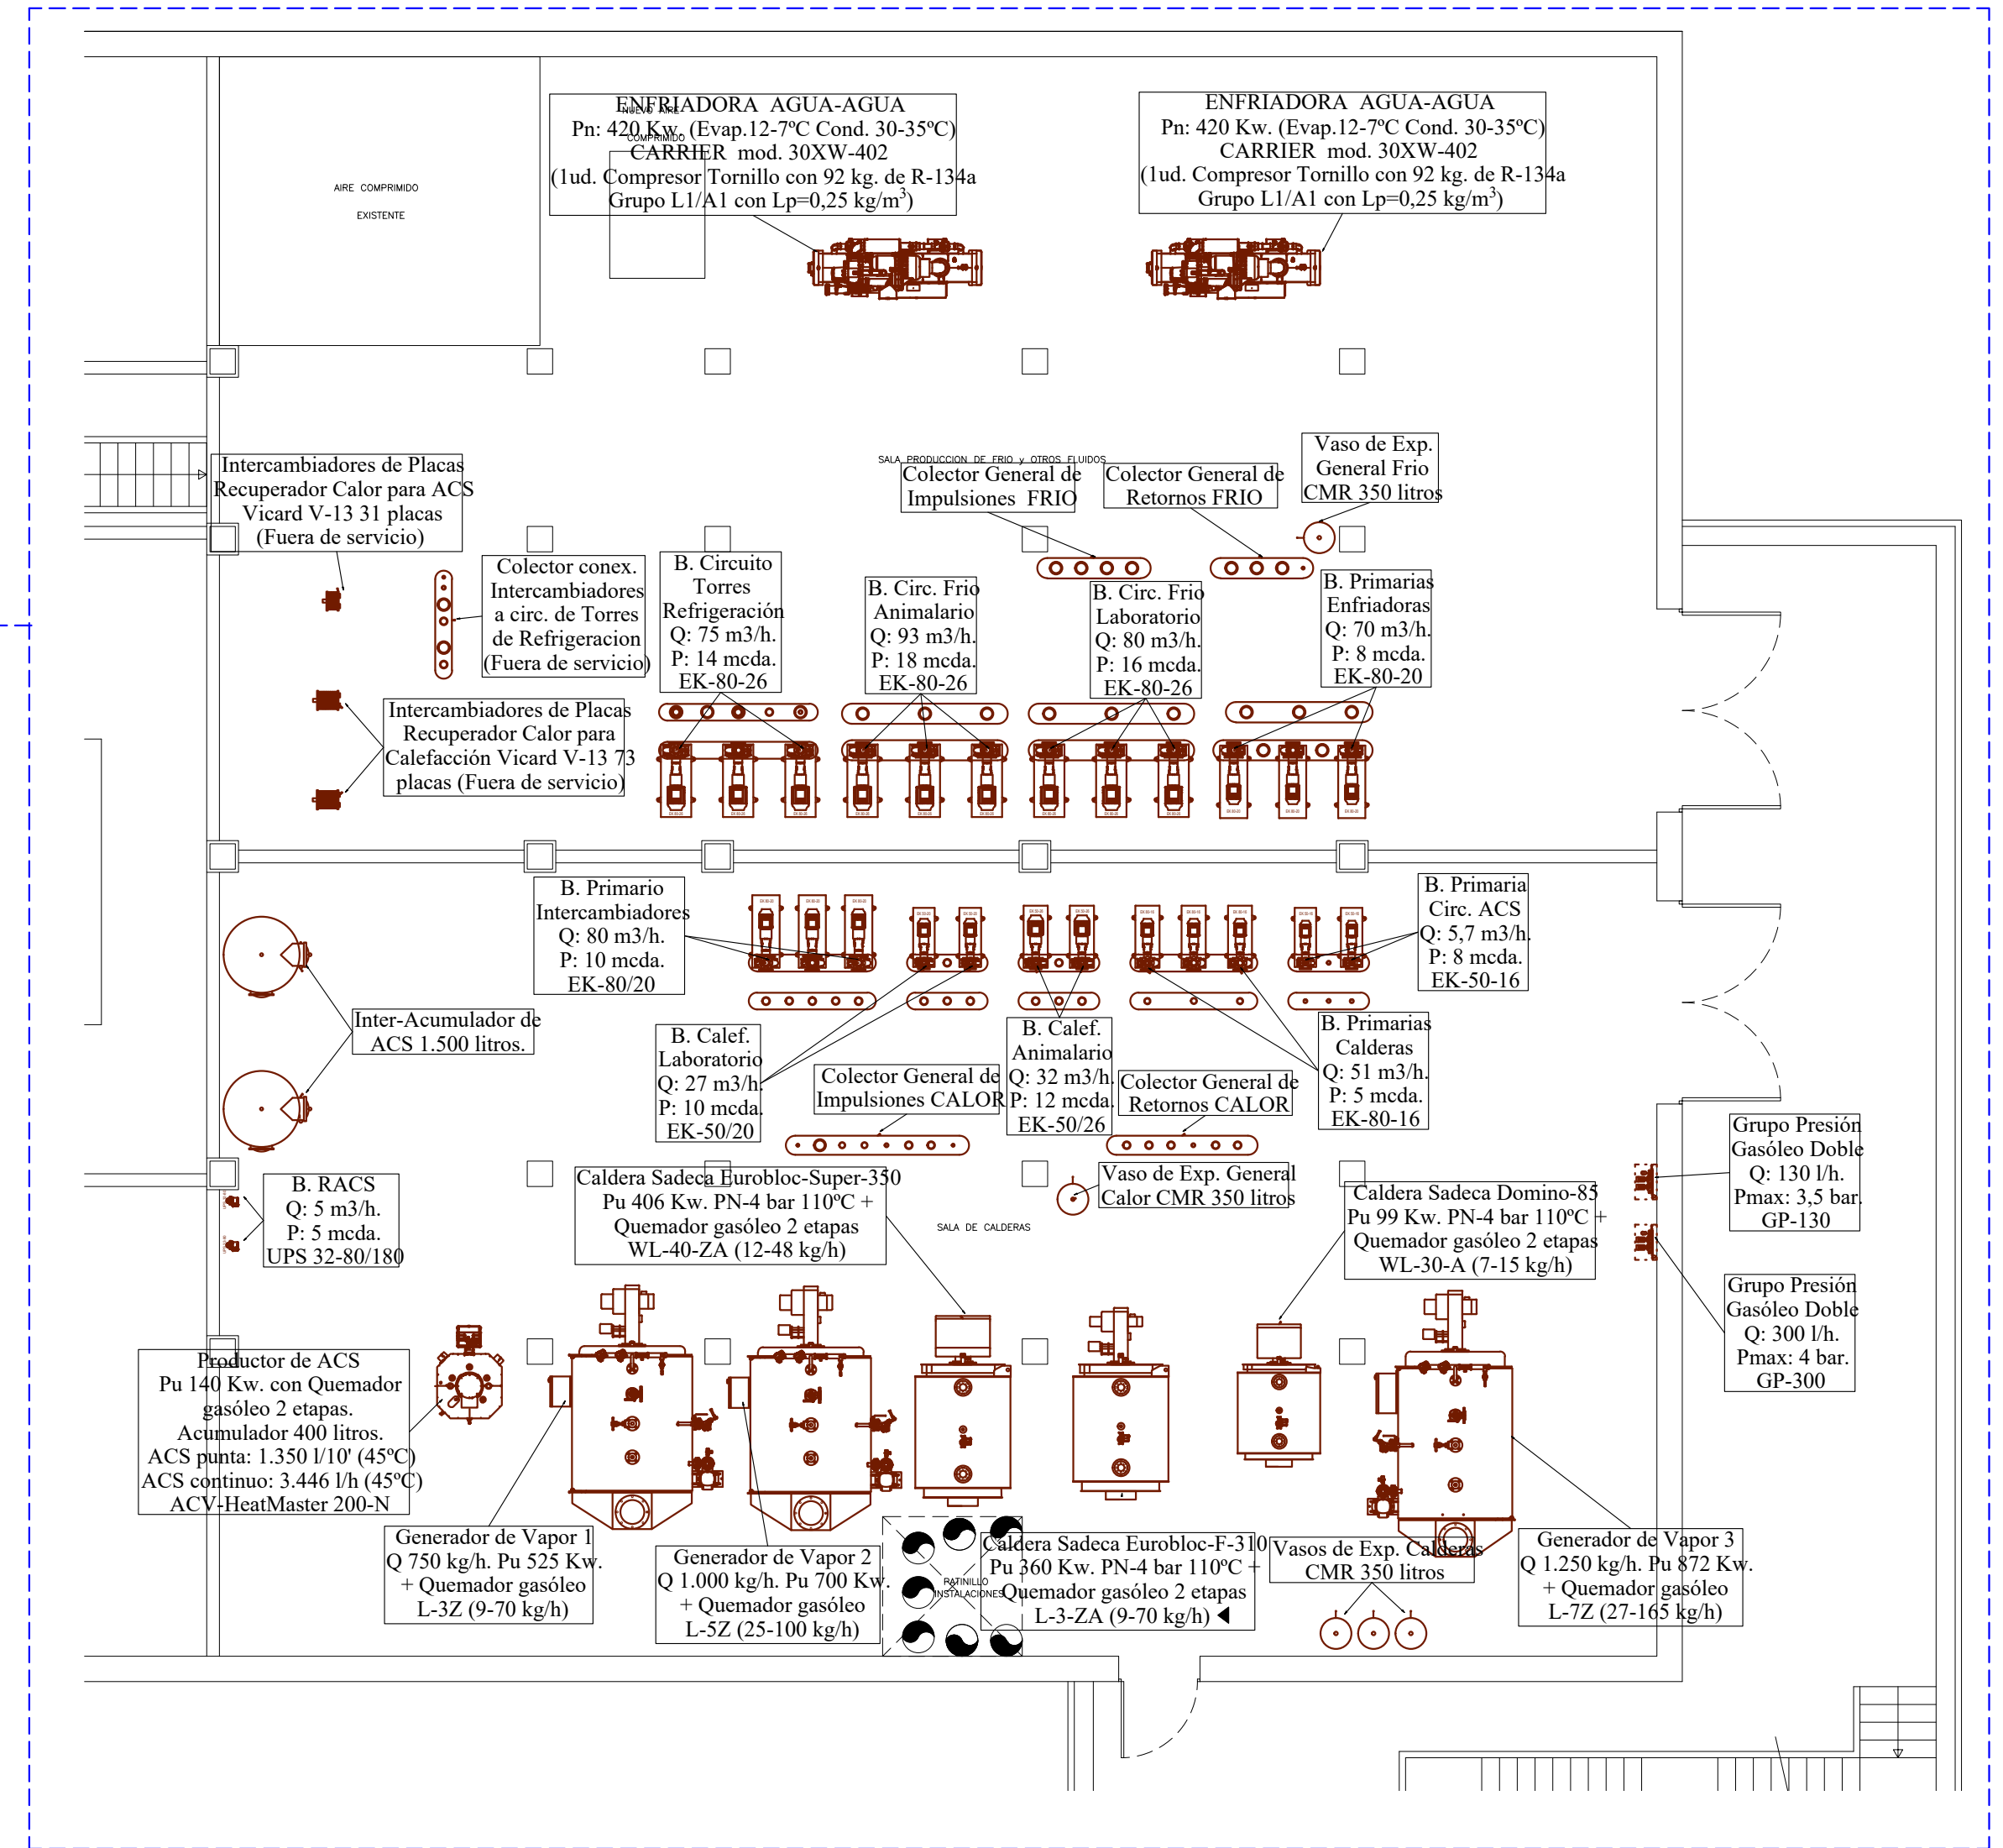 ENFRIADORA AGUA-AGUA
Pn: 420 Kw. (Evap.12-7ºC Cond. 30-35ºC)
CARRIER mod. 30XW-402
(1ud. Compresor Tornillo con 92 kg. de R-134a
Grupo L1/A1 con Lp=0,25 kg/m³)
NUEVO AIRE
COMPRIMIDO
ENFRIADORA AGUA-AGUA
Pn: 420 Kw. (Evap.12-7ºC Cond. 30-35ºC)
CARRIER mod. 30XW-402
(1ud. Compresor Tornillo con 92 kg. de R-134a
Grupo L1/A1 con Lp=0,25 kg/m³)
AIRE COMPRIMIDO
EXISTENTE
Intercambiadores de Placas
Recuperador Calor para ACS
Vicard V-13 31 placas
(Fuera de servicio)
SALA PRODUCCION DE FRIO y OTROS FLUIDOS
Colector General de
Impulsiones FRIO
Colector General de
Retornos FRIO
Vaso de Exp.
General Frio
CMR 350 litros
Colector conex.
Intercambiadores
a circ. de Torres
de Refrigeracion
(Fuera de servicio)
B. Circuito
Torres
Refrigeración
Q: 75 m3/h.
P: 14 mcda.
EK-80-26
B. Circ. Frio
Animalario
Q: 93 m3/h.
P: 18 mcda.
EK-80-26
B. Circ. Frio
Laboratorio
Q: 80 m3/h.
P: 16 mcda.
EK-80-26
B. Primarias
Enfriadoras
Q: 70 m3/h.
P: 8 mcda.
EK-80-20
Intercambiadores de Placas
Recuperador Calor para
Calefacción Vicard V-13 73
placas (Fuera de servicio)
B. Primario
Intercambiadores
Q: 80 m3/h.
P: 10 mcda.
EK-80/20
B. Primaria
Circ. ACS
Q: 5,7 m3/h.
P: 8 mcda.
EK-50-16
Inter-Acumulador de
ACS 1.500 litros.
B. Calef.
Laboratorio
Q: 27 m3/h.
P: 10 mcda.
EK-50/20
Colector General de
Impulsiones CALOR
B. Calef.
Animalario
Q: 32 m3/h.
P: 12 mcda.
EK-50/26
Colector General de
Retornos CALOR
B. Primarias
Calderas
Q: 51 m3/h.
P: 5 mcda.
EK-80-16
Grupo Presión
Gasóleo Doble
Q: 130 l/h.
Pmax: 3,5 bar.
GP-130
B. RACS
Q: 5 m3/h.
P: 5 mcda.
UPS 32-80/180
Caldera Sadeca Eurobloc-Super-350
Pu 406 Kw. PN-4 bar 110ºC +
Quemador gasóleo 2 etapas
WL-40-ZA (12-48 kg/h)
Vaso de Exp. General
Calor CMR 350 litros
SALA DE CALDERAS
Caldera Sadeca Domino-85
Pu 99 Kw. PN-4 bar 110ºC +
Quemador gasóleo 2 etapas
WL-30-A (7-15 kg/h)
Grupo Presión
Gasóleo Doble
Q: 300 l/h.
Pmax: 4 bar.
GP-300
Productor de ACS
Pu 140 Kw. con Quemador
gasóleo 2 etapas.
Acumulador 400 litros.
ACS punta: 1.350 l/10' (45ºC)
ACS continuo: 3.446 l/h (45ºC)
ACV-HeatMaster 200-N
Generador de Vapor 1
Q 750 kg/h. Pu 525 Kw.
+ Quemador gasóleo
L-3Z (9-70 kg/h)
Generador de Vapor 2
Q 1.000 kg/h. Pu 700 Kw.
+ Quemador gasóleo
L-5Z (25-100 kg/h)
PATINILLO
INSTALACIONES
Caldera Sadeca Eurobloc-F-310
Pu 360 Kw. PN-4 bar 110ºC +
Quemador gasóleo 2 etapas
L-3-ZA (9-70 kg/h)
Vasos de Exp. Calderas
CMR 350 litros
Generador de Vapor 3
Q 1.250 kg/h. Pu 872 Kw.
+ Quemador gasóleo
L-7Z (27-165 kg/h)